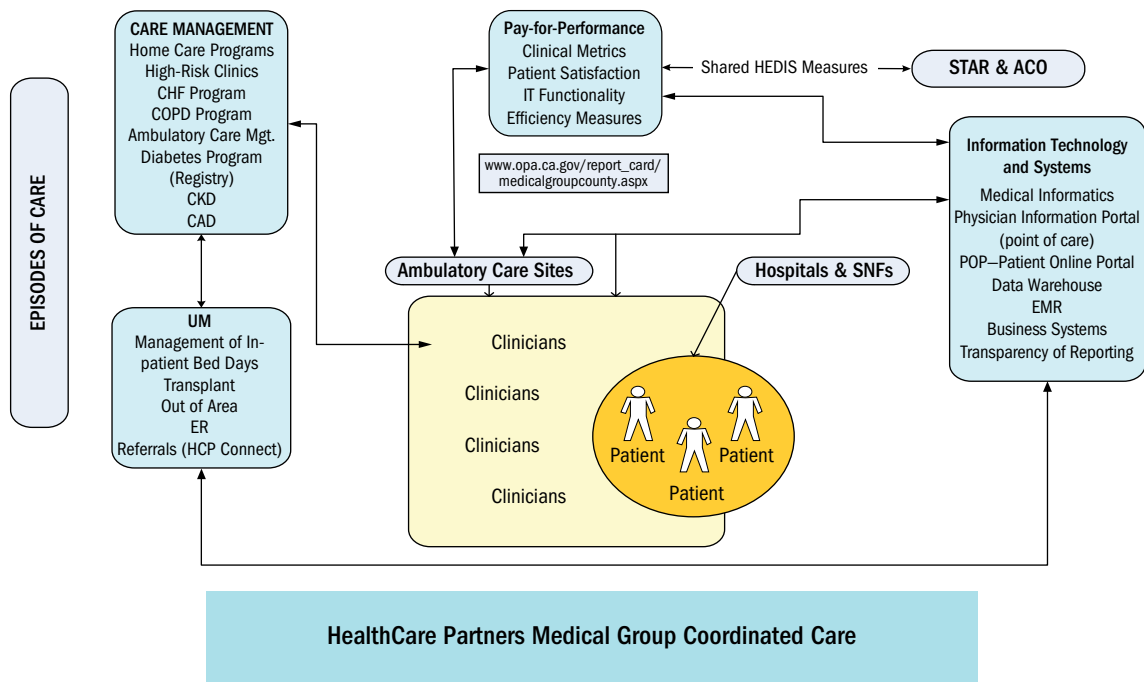 EPISODES OF CARE
CARE MANAGEMENT
Home Care Programs
High-Risk Clinics
CHF Program
COPD Program
Ambulatory Care Mgt.
Diabetes Program
(Registry)
CKD
CAD
UM
Management of In-
patient Bed Days
Transplant
Out of Area
ER
Referrals (HCP Connect)
Pay-for-Performance
Clinical Metrics
Patient Satisfaction
IT Functionality
Efficiency Measures
Shared HEDIS Measures
STAR & ACO
www.opa.ca.gov/report_card/
medicalgroupcounty.aspx
Information Technology
and Systems
Medical Informatics
Physician Information Portal
(point of care)
POP—Patient Online Portal
Data Warehouse
EMR
Business Systems
Transparency of Reporting
Ambulatory Care Sites
Hospitals & SNFs
Clinicians
Clinicians
Clinicians
Clinicians
Patient
Patient
Patient
HealthCare Partners Medical Group Coordinated Care